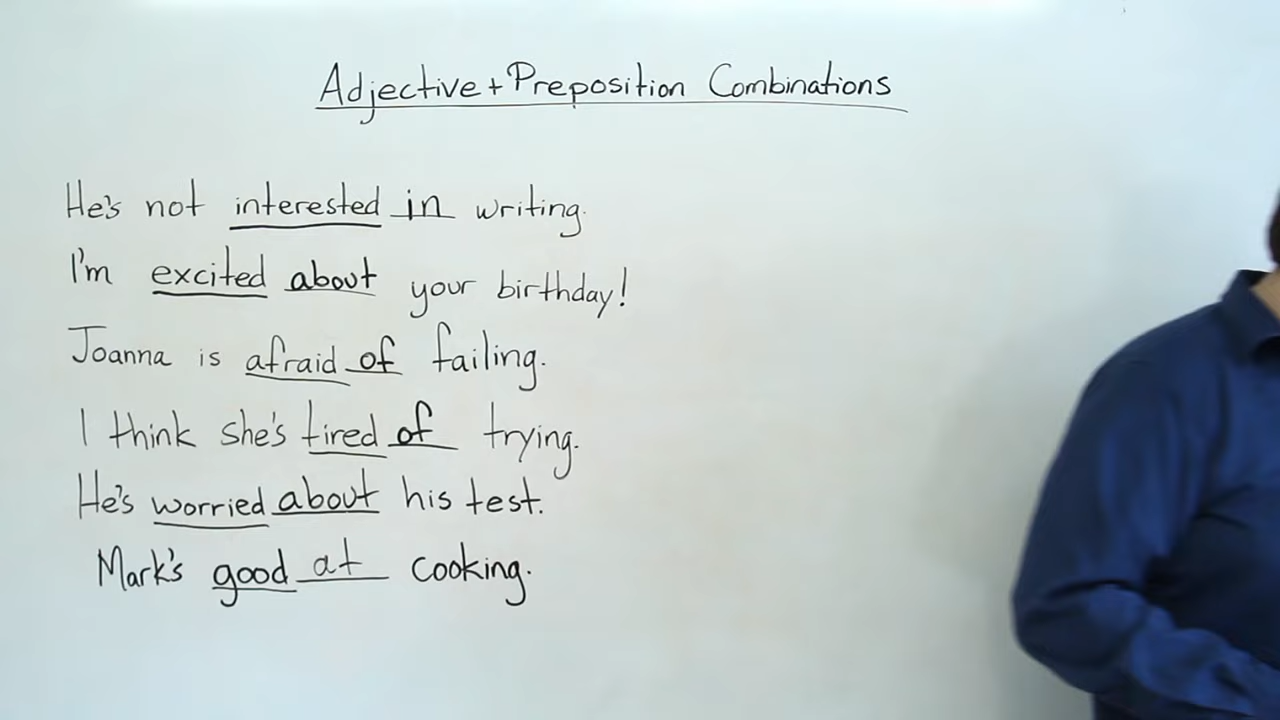 Adjective + Preposition Combinations
He's not interested in writing.
I'm excited about your birthday!
Joanna is afraid of failing.
I think she's tired of trying.
He's worried about his test.
Mark's good at cooking.